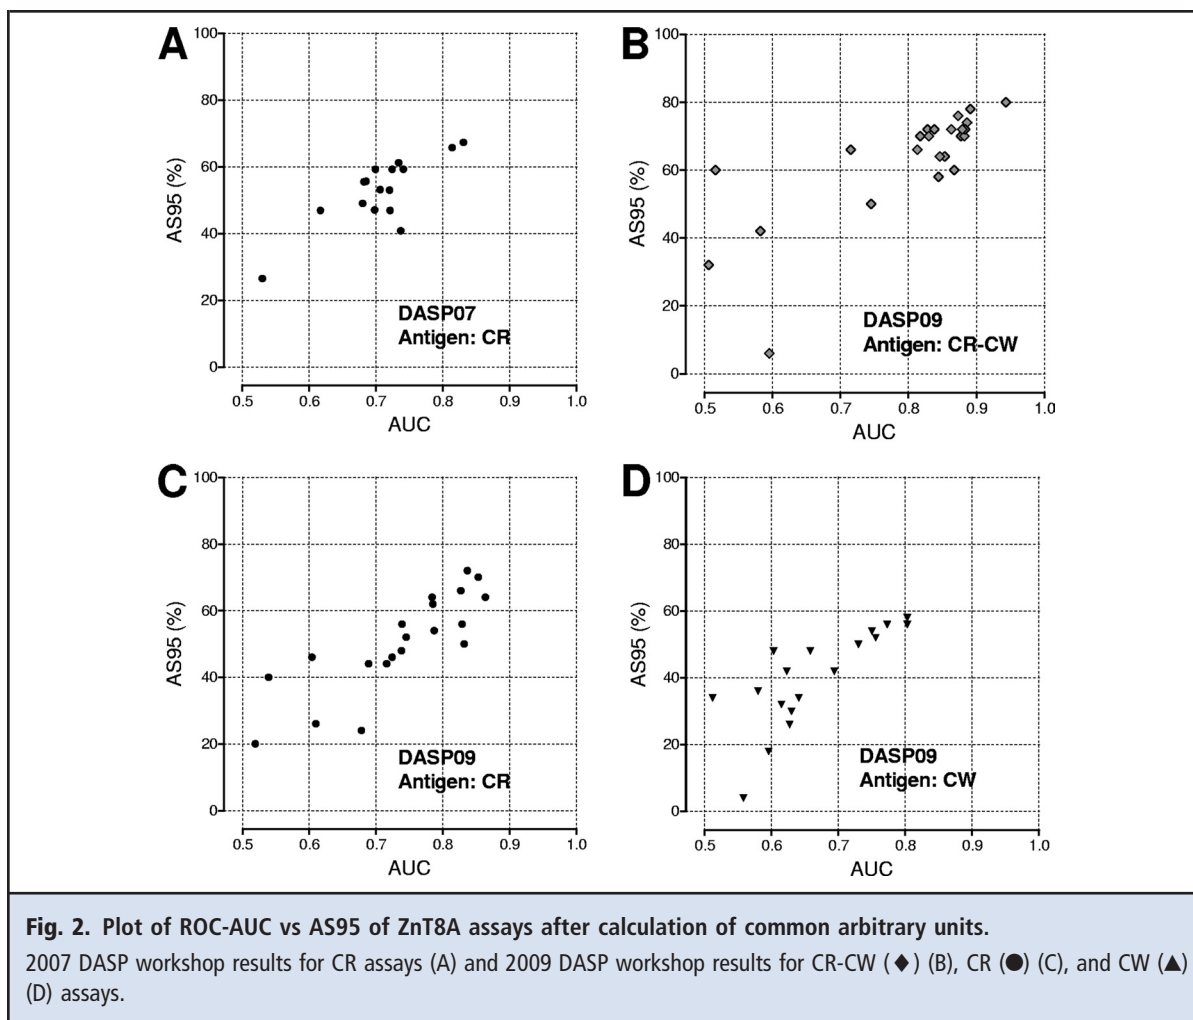 A
100
80
60
40
20
0
AS95 (%)
0.5 0.6 0.7 0.8 0.9 1.0
AUC
DASP07
Antigen: CR
B
100
80
60
40
20
0
AS95 (%)
0.5 0.6 0.7 0.8 0.9 1.0
AUC
DASP09
Antigen: CR-CW
C
100
80
60
40
20
0
AS95 (%)
0.5 0.6 0.7 0.8 0.9 1.0
AUC
DASP09
Antigen: CR
D
100
80
60
40
20
0
AS95 (%)
0.5 0.6 0.7 0.8 0.9 1.0
AUC
DASP09
Antigen: CW
Fig. 2. Plot of ROC-AUC vs AS95 of ZnT8A assays after calculation of common arbitrary units.
2007 DASP workshop results for CR assays (A) and 2009 DASP workshop results for CR-CW (♦) (B), CR (●) (C), and CW (▲)
(D) assays.